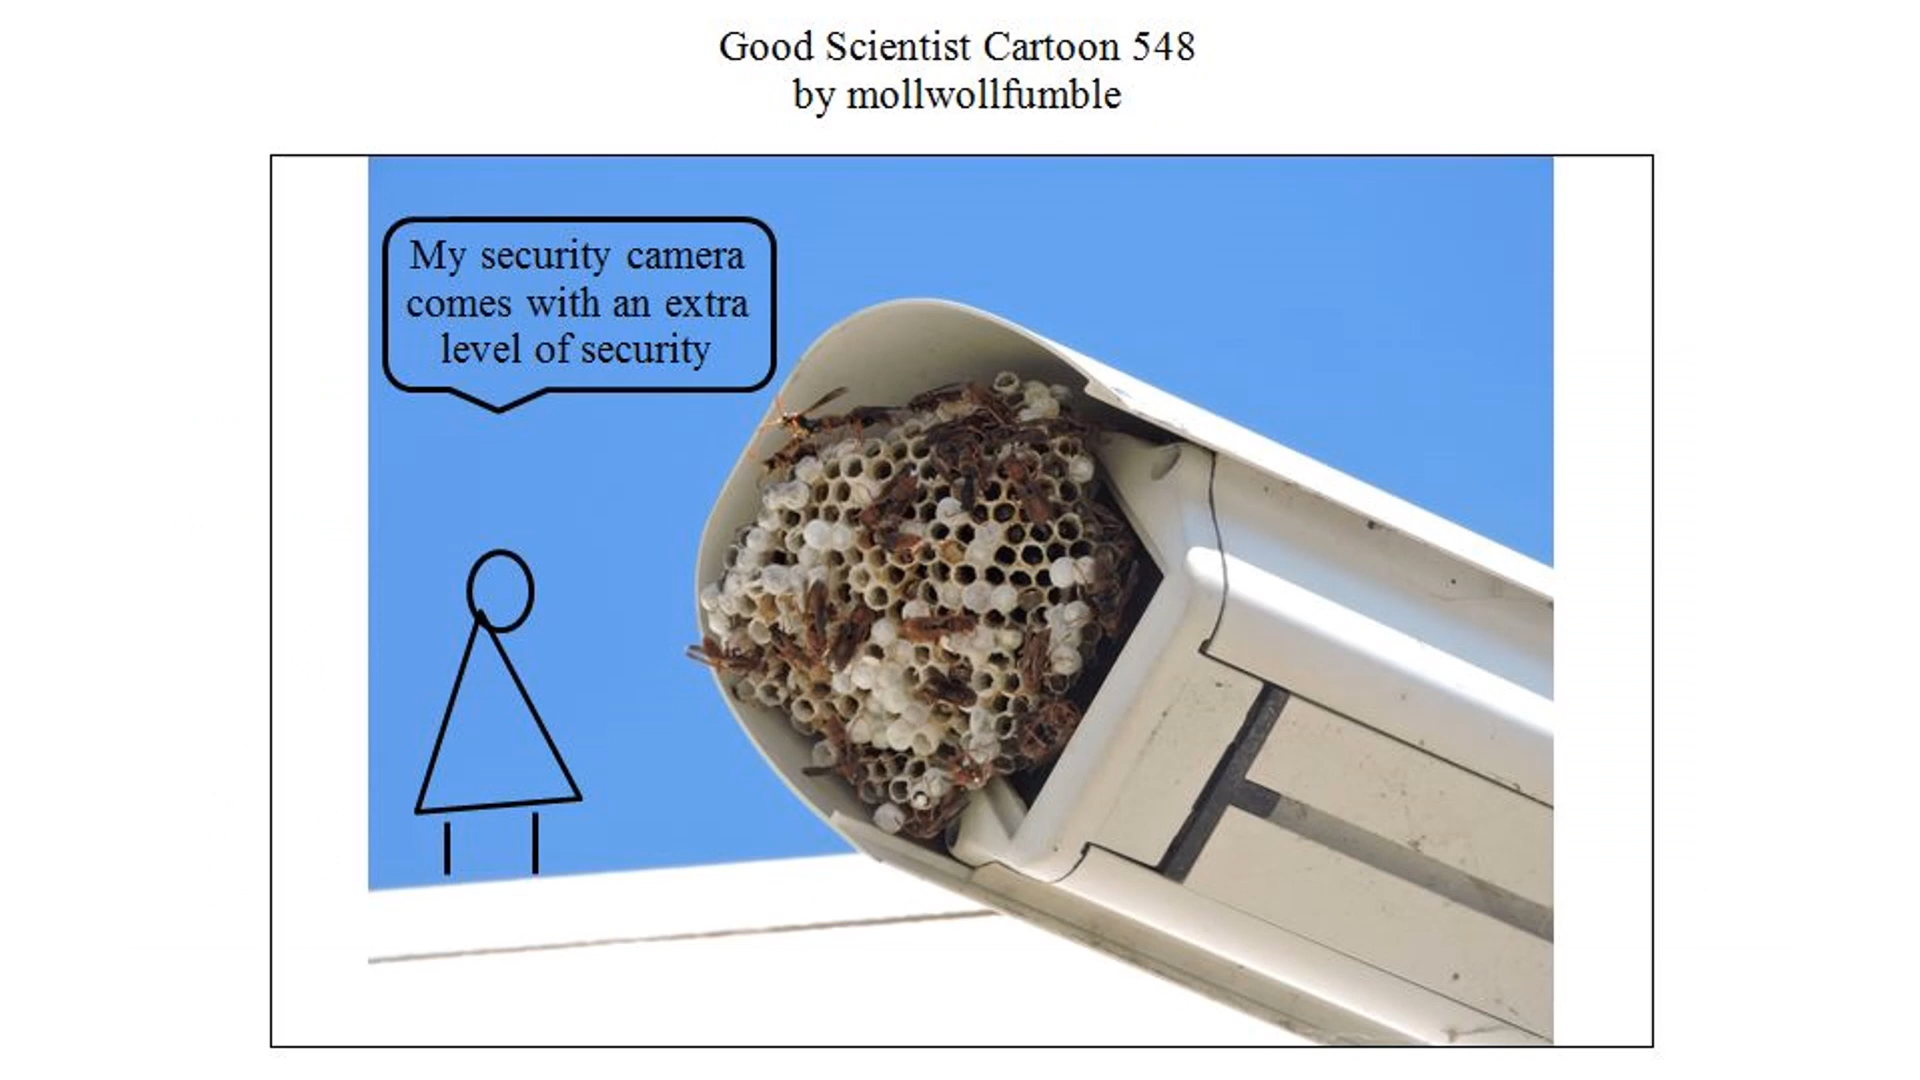 Good Scientist Cartoon 548
by mollwollfumble
My security camera
comes with an extra
level of security